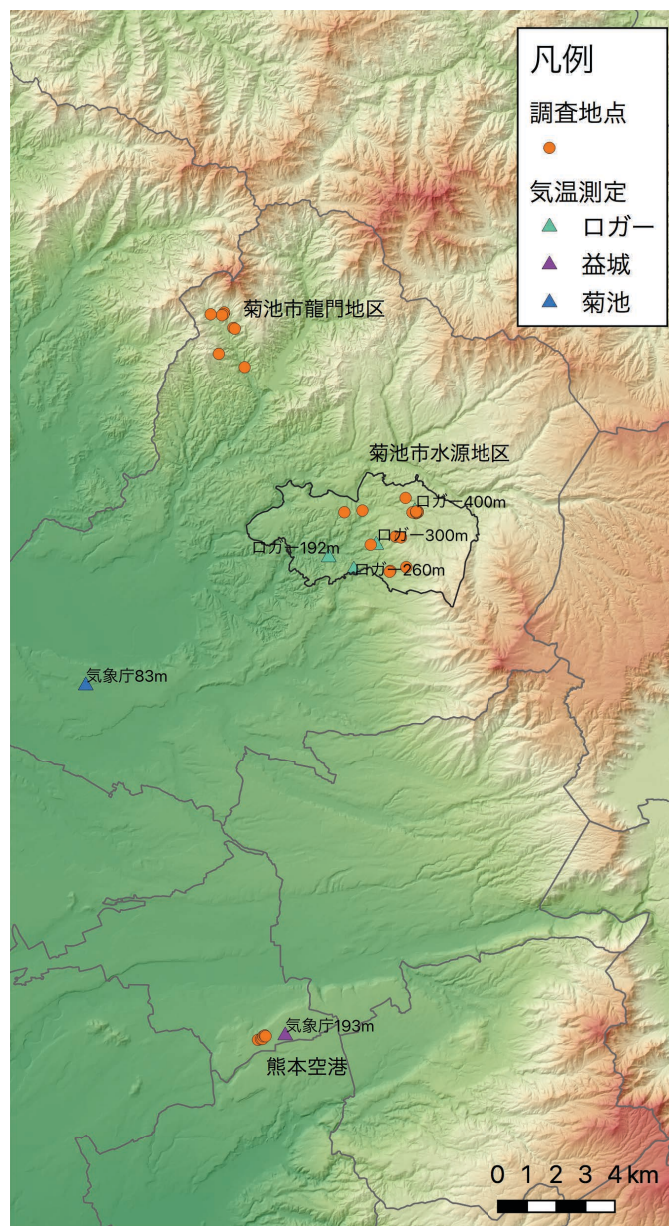 凡例
調査地点
気温測定
ロガー
益城
菊池
菊池市龍門地区
菊池市水源地区
ロガー400m
ロガー300m
ロガー192m
ロガー260m
気象庁83m
気象庁193m
熊本空港
0 1 2 3 4 km